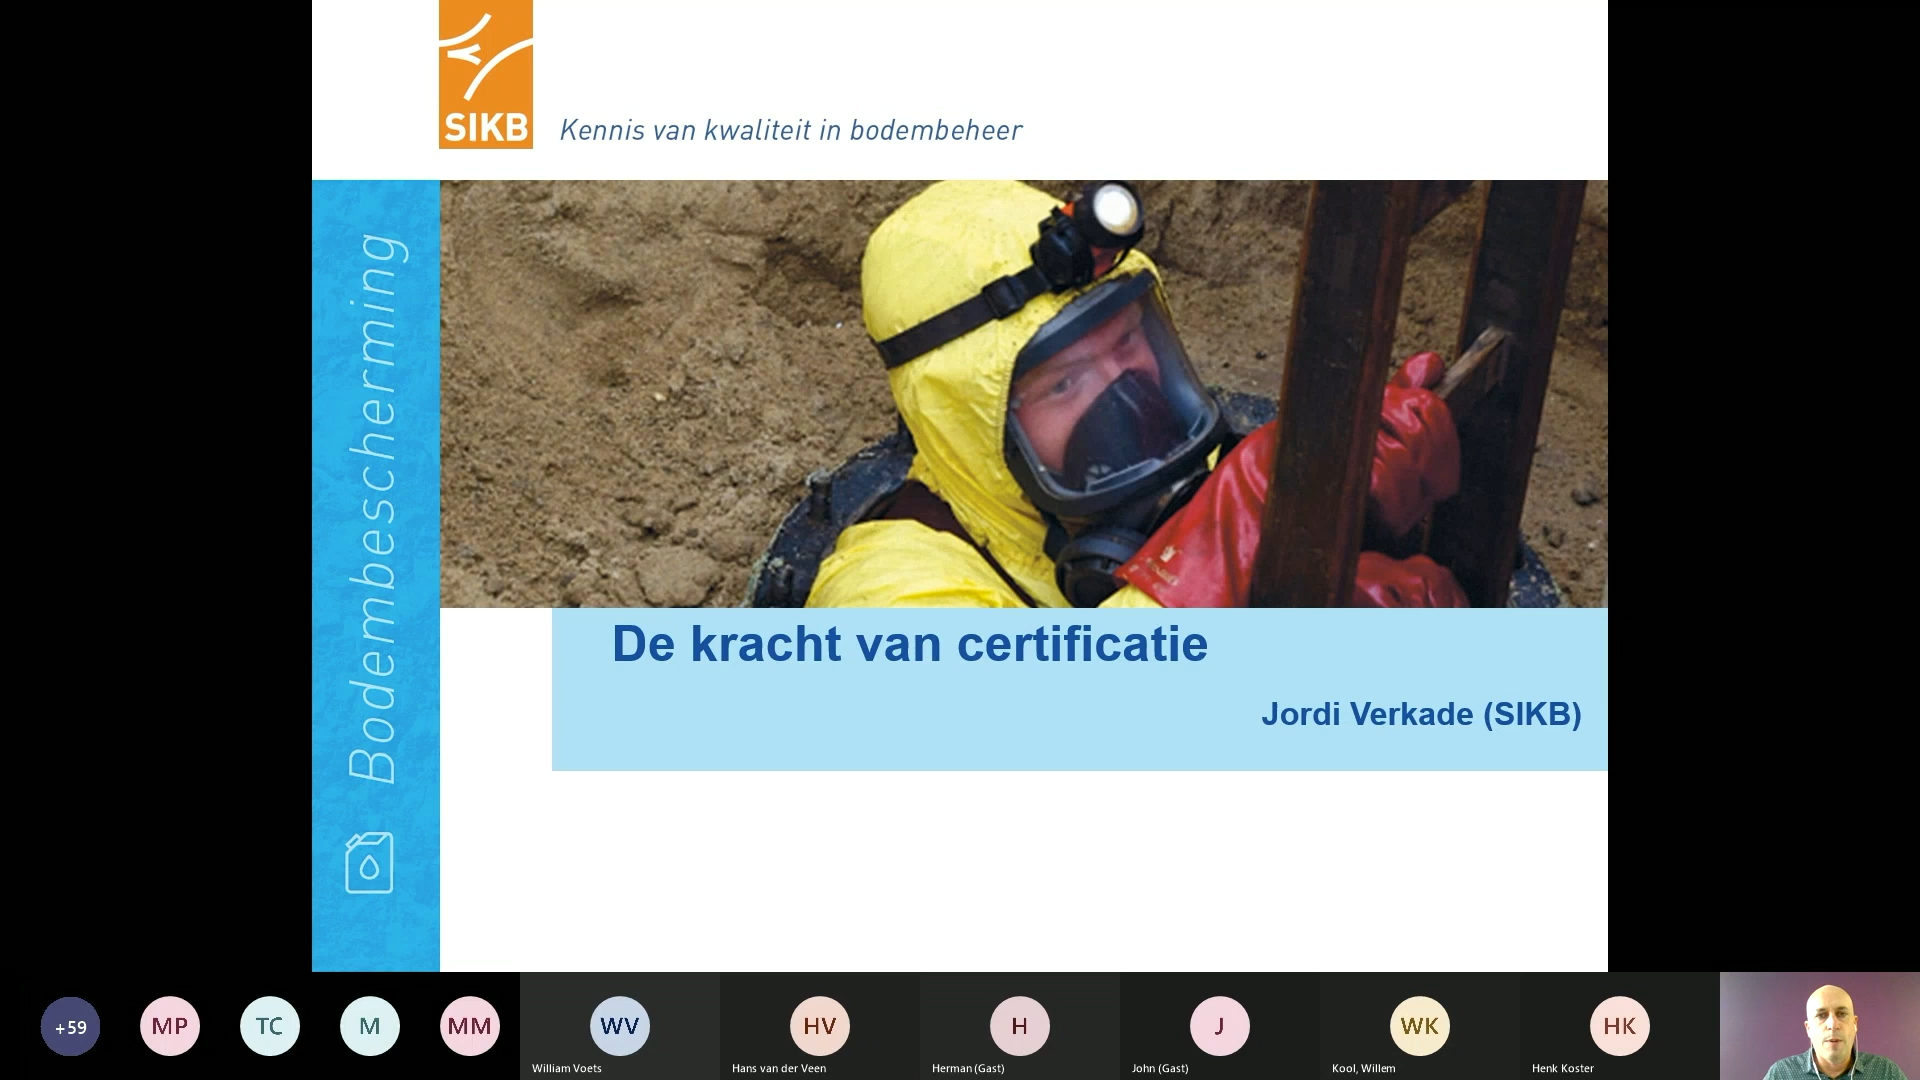 SIKB
Kennis van kwaliteit in bodembeheer
Bodembescherming
De kracht van certificatie
Jordi Verkade (SIKB)
+59
MP
TC
M
MM
WV
William Voets
HV
Hans van der Veen
H
Herman (Gast)
J
John (Gast)
WK
Kool, Willem
HK
Henk Koster